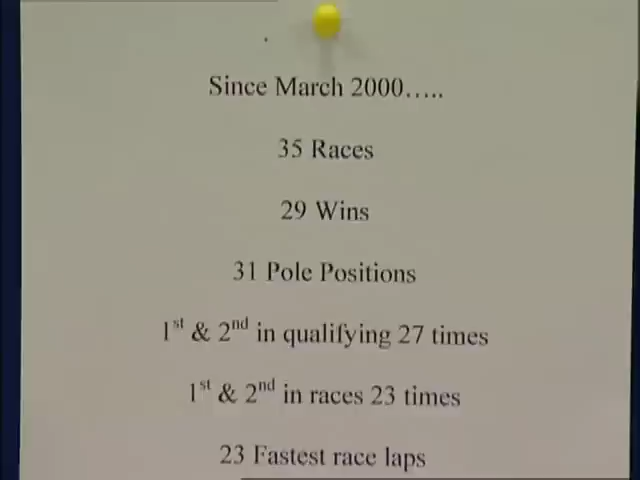 Since March 2000.....
35 Races
29 Wins
31 Pole Positions
1st & 2nd in qualifying 27 times
1st & 2nd in races 23 times
23 Fastest race laps